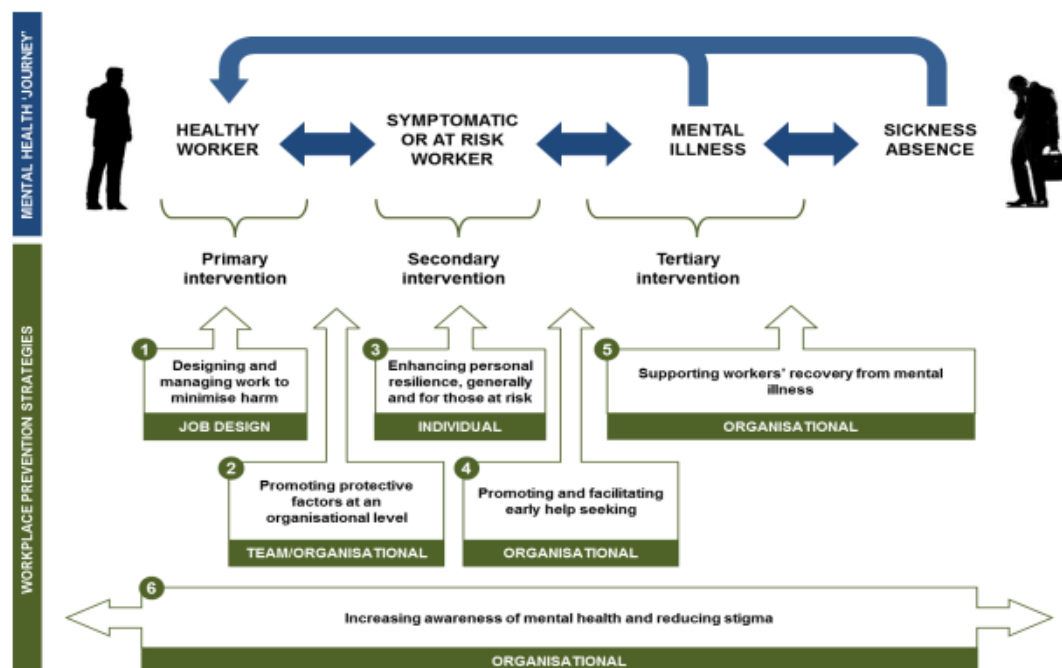 MENTAL HEALTH 'JOURNEY'
HEALTHY
WORKER
SYMPTOMATIC
OR AT RISK
WORKER
MENTAL
ILLNESS
SICKNESS
ABSENCE
Primary
intervention
Secondary
intervention
Tertiary
intervention
WORKPLACE PREVENTION STRATEGIES
1
Designing and
managing work to
minimise harm
JOB DESIGN
3
Enhancing personal
resilience, generally
and for those at risk
INDIVIDUAL
5
Supporting workers' recovery from mental
illness
ORGANISATIONAL
2
Promoting protective
factors at an
organisational level
TEAM/ORGANISATIONAL
4
Promoting and facilitating
early help seeking
ORGANISATIONAL
6
Increasing awareness of mental health and reducing stigma
ORGANISATIONAL